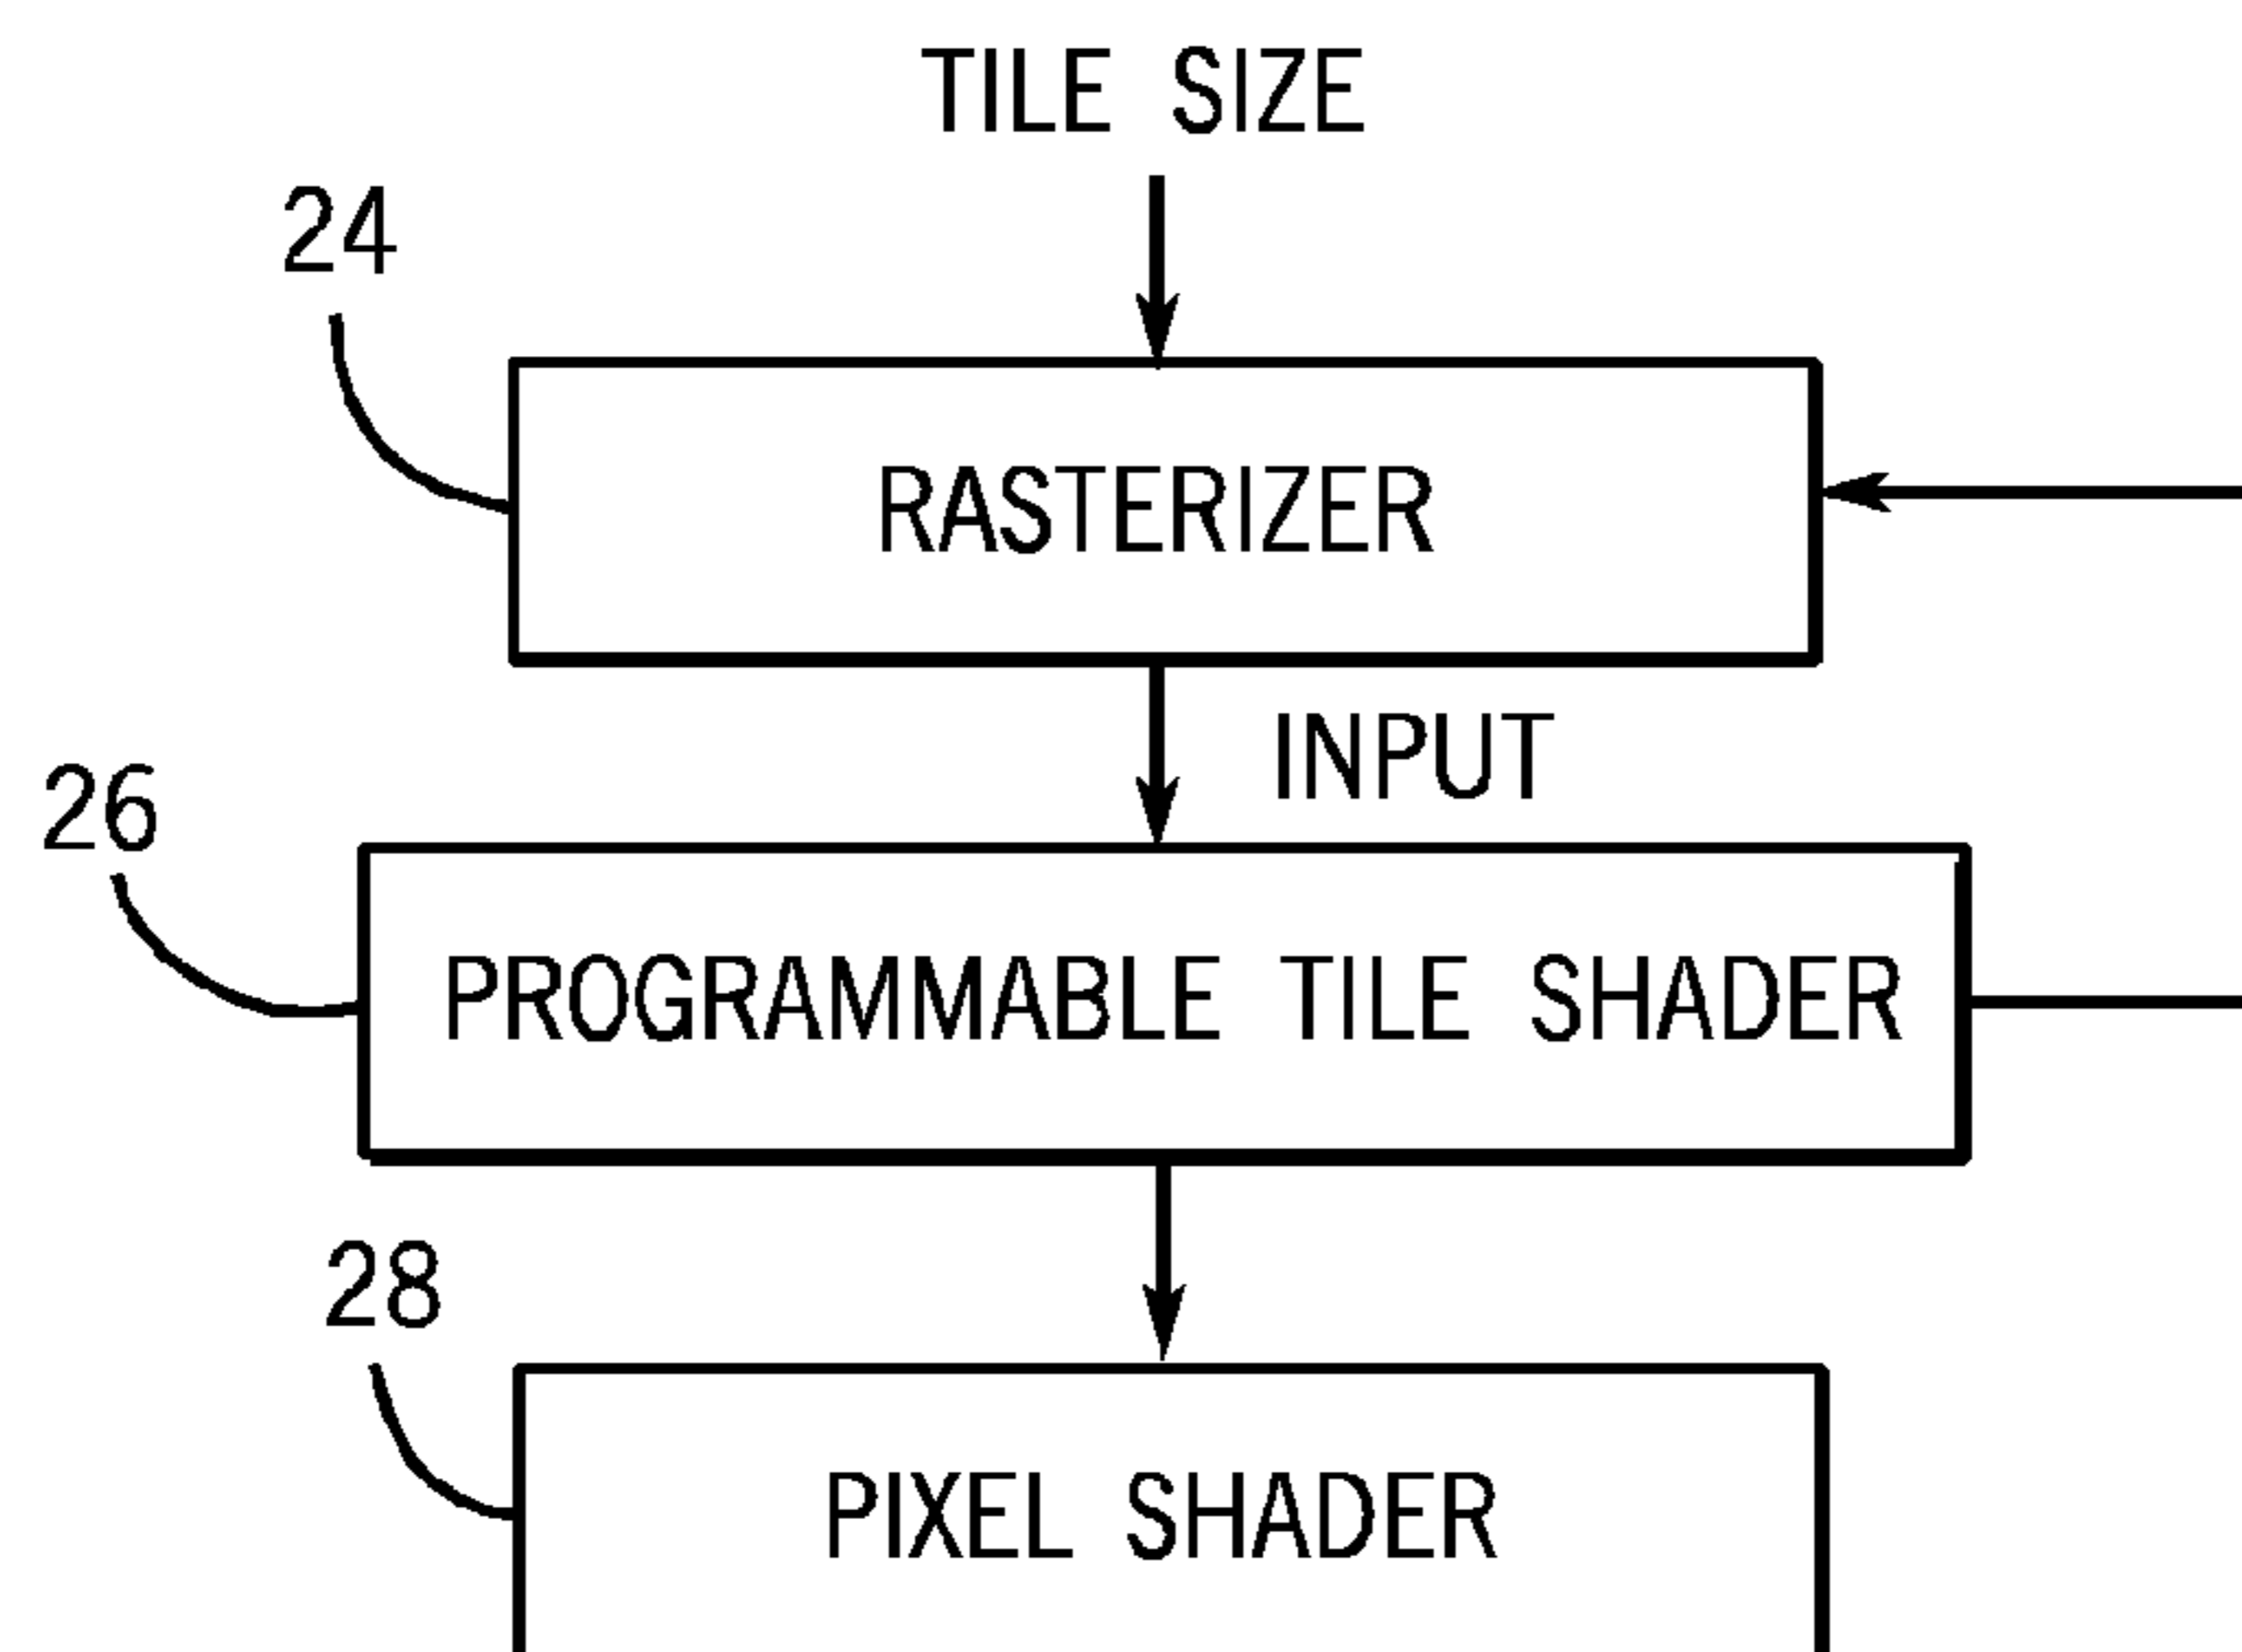 TILE SIZE
24
RASTERIZER
INPUT
26
PROGRAMMABLE TILE SHADER
28
PIXEL SHADER